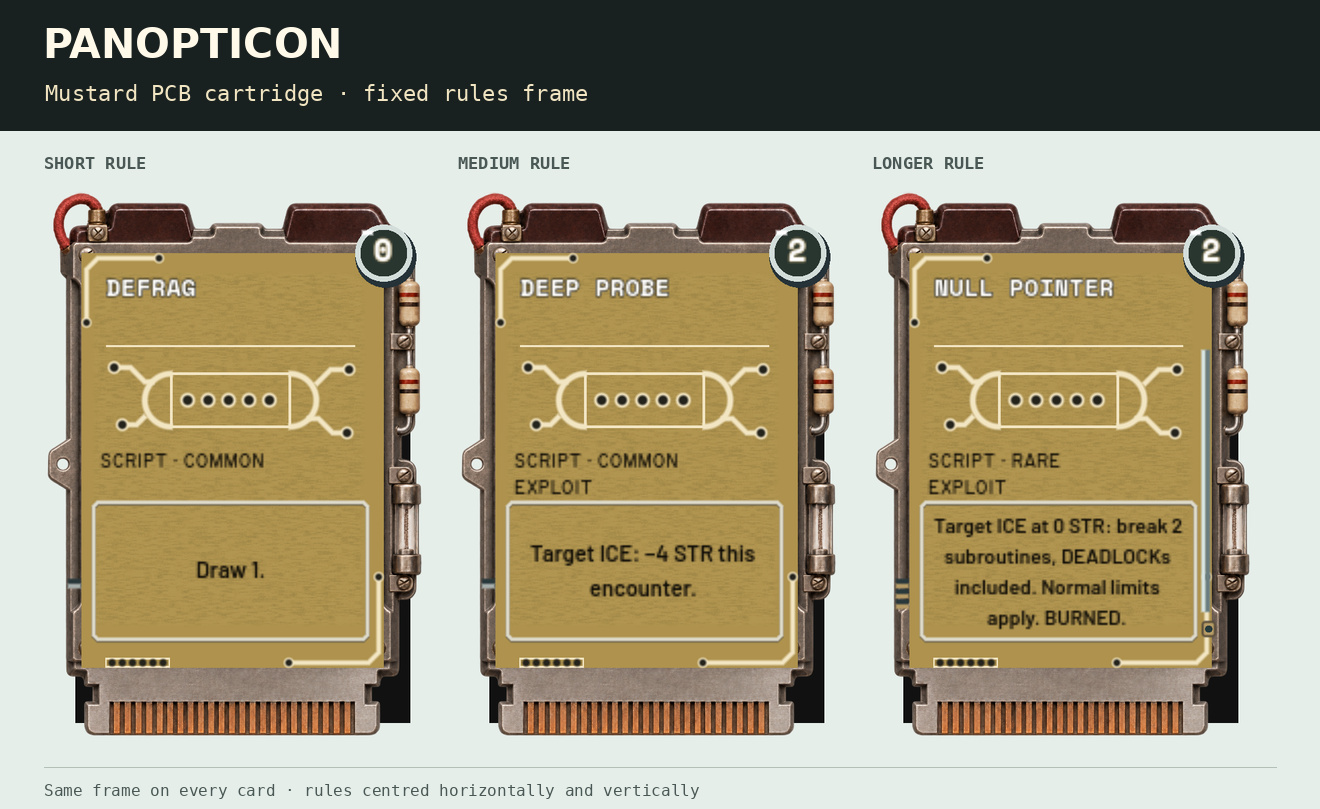 PANOPTICON
Mustard PCB cartridge · fixed rules frame
SHORT RULE
MEDIUM RULE
LONGER RULE
0
DEFRAG
SCRIPT · COMMON
Draw 1.
2
DEEP PROBE
SCRIPT · COMMON
EXPLOIT
Target ICE: −4 STR this
encounter.
2
NULL POINTER
SCRIPT · RARE
EXPLOIT
Target ICE at 0 STR: break 2
subroutines, DEADLOCKs
included. Normal limits
apply. BURNED.
Same frame on every card · rules centred horizontally and vertically